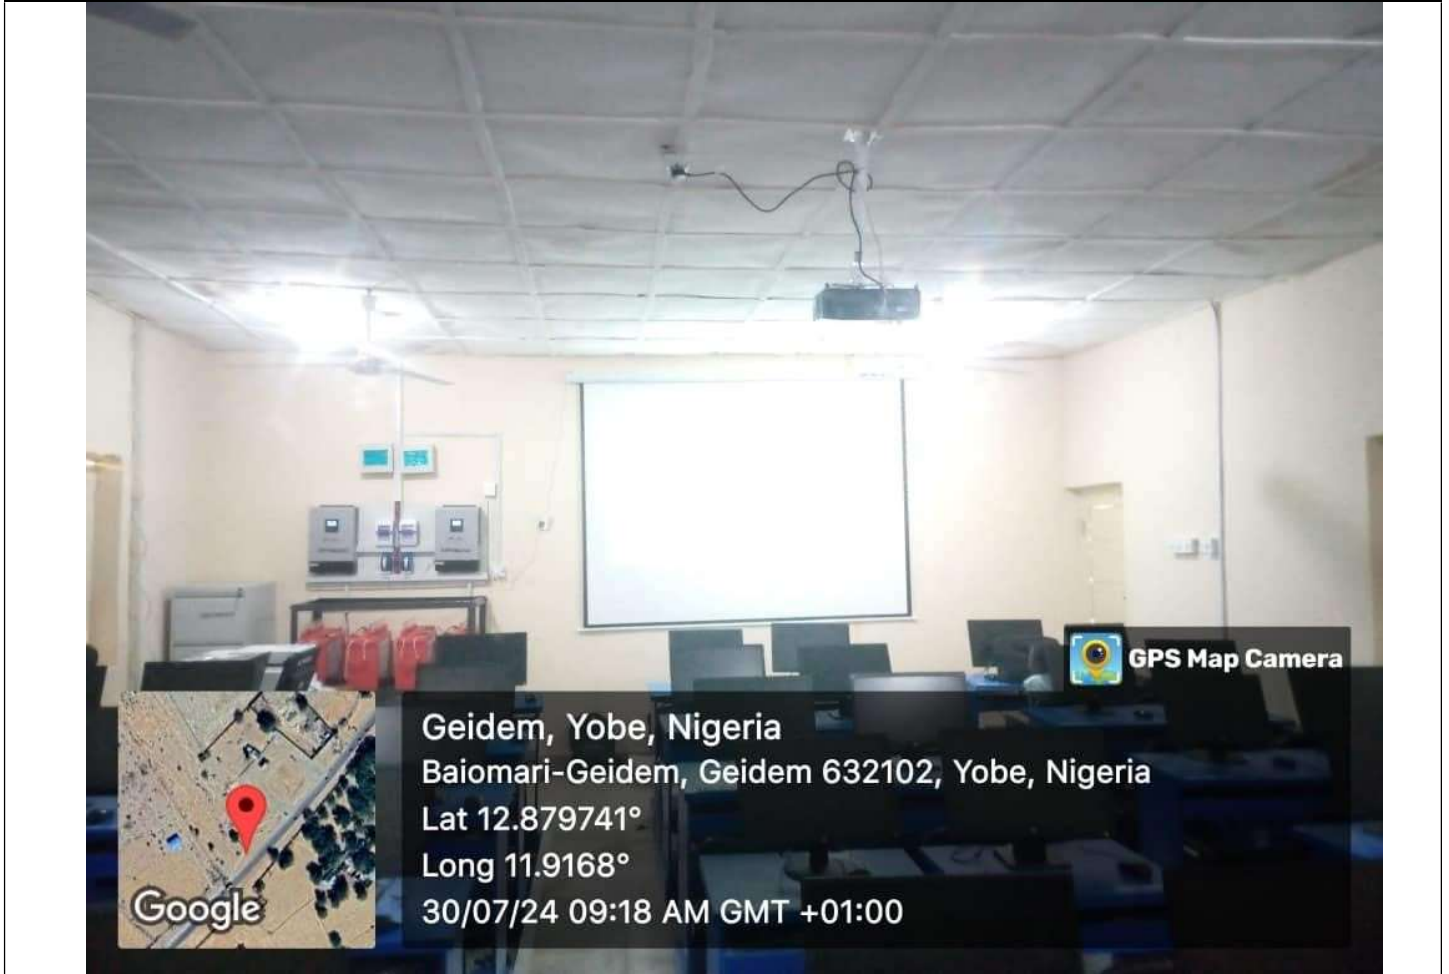 GPS Map Camera
Geidem, Yobe, Nigeria
Baiomari-Geidem, Geidem 632102, Yobe, Nigeria
Lat 12.879741°
Long 11.9168°
30/07/24 09:18 AM GMT +01:00
Google